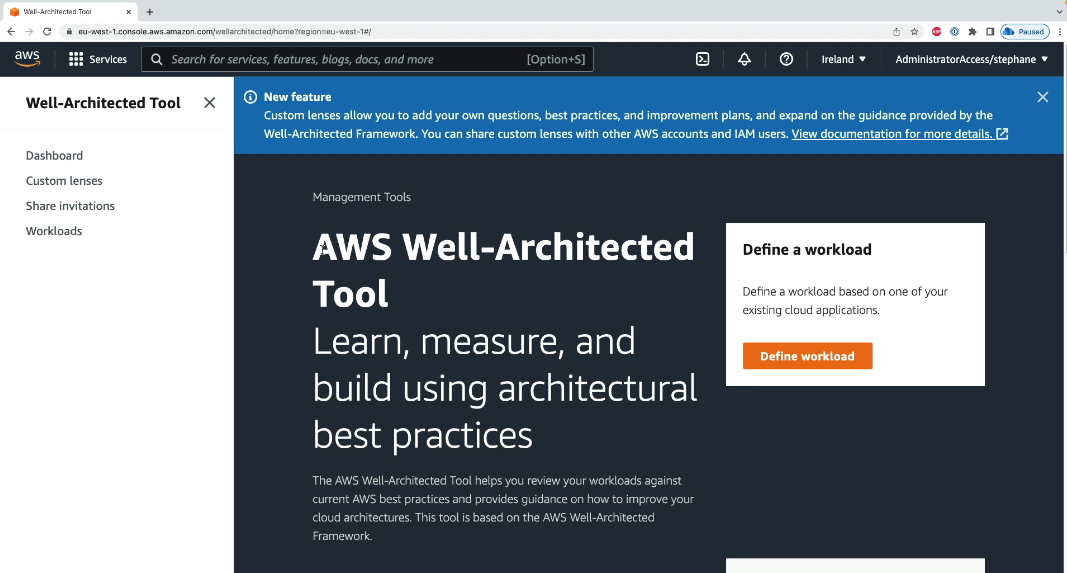 Well-Architected Tool
eu-west-1.console.aws.amazon.com/wellarchitected/home?region=eu-west-1#/
ABP
Paused
aws
Services
Search for services, features, blogs, docs, and more
[Option+S]
Ireland ▼
AdministratorAccess/stephane ▼
Well-Architected Tool
Dashboard
Custom lenses
Share invitations
Workloads
New feature
Custom lenses allow you to add your own questions, best practices, and improvement plans, and expand on the guidance provided by the
Well-Architected Framework. You can share custom lenses with other AWS accounts and IAM users. View documentation for more details.
Management Tools
AWS Well-Architected
Tool
Learn, measure, and
build using architectural
best practices
The AWS Well-Architected Tool helps you review your workloads against
current AWS best practices and provides guidance on how to improve your
cloud architectures. This tool is based on the AWS Well-Architected
Framework.
Define a workload
Define a workload based on one of your
existing cloud applications.
Define workload